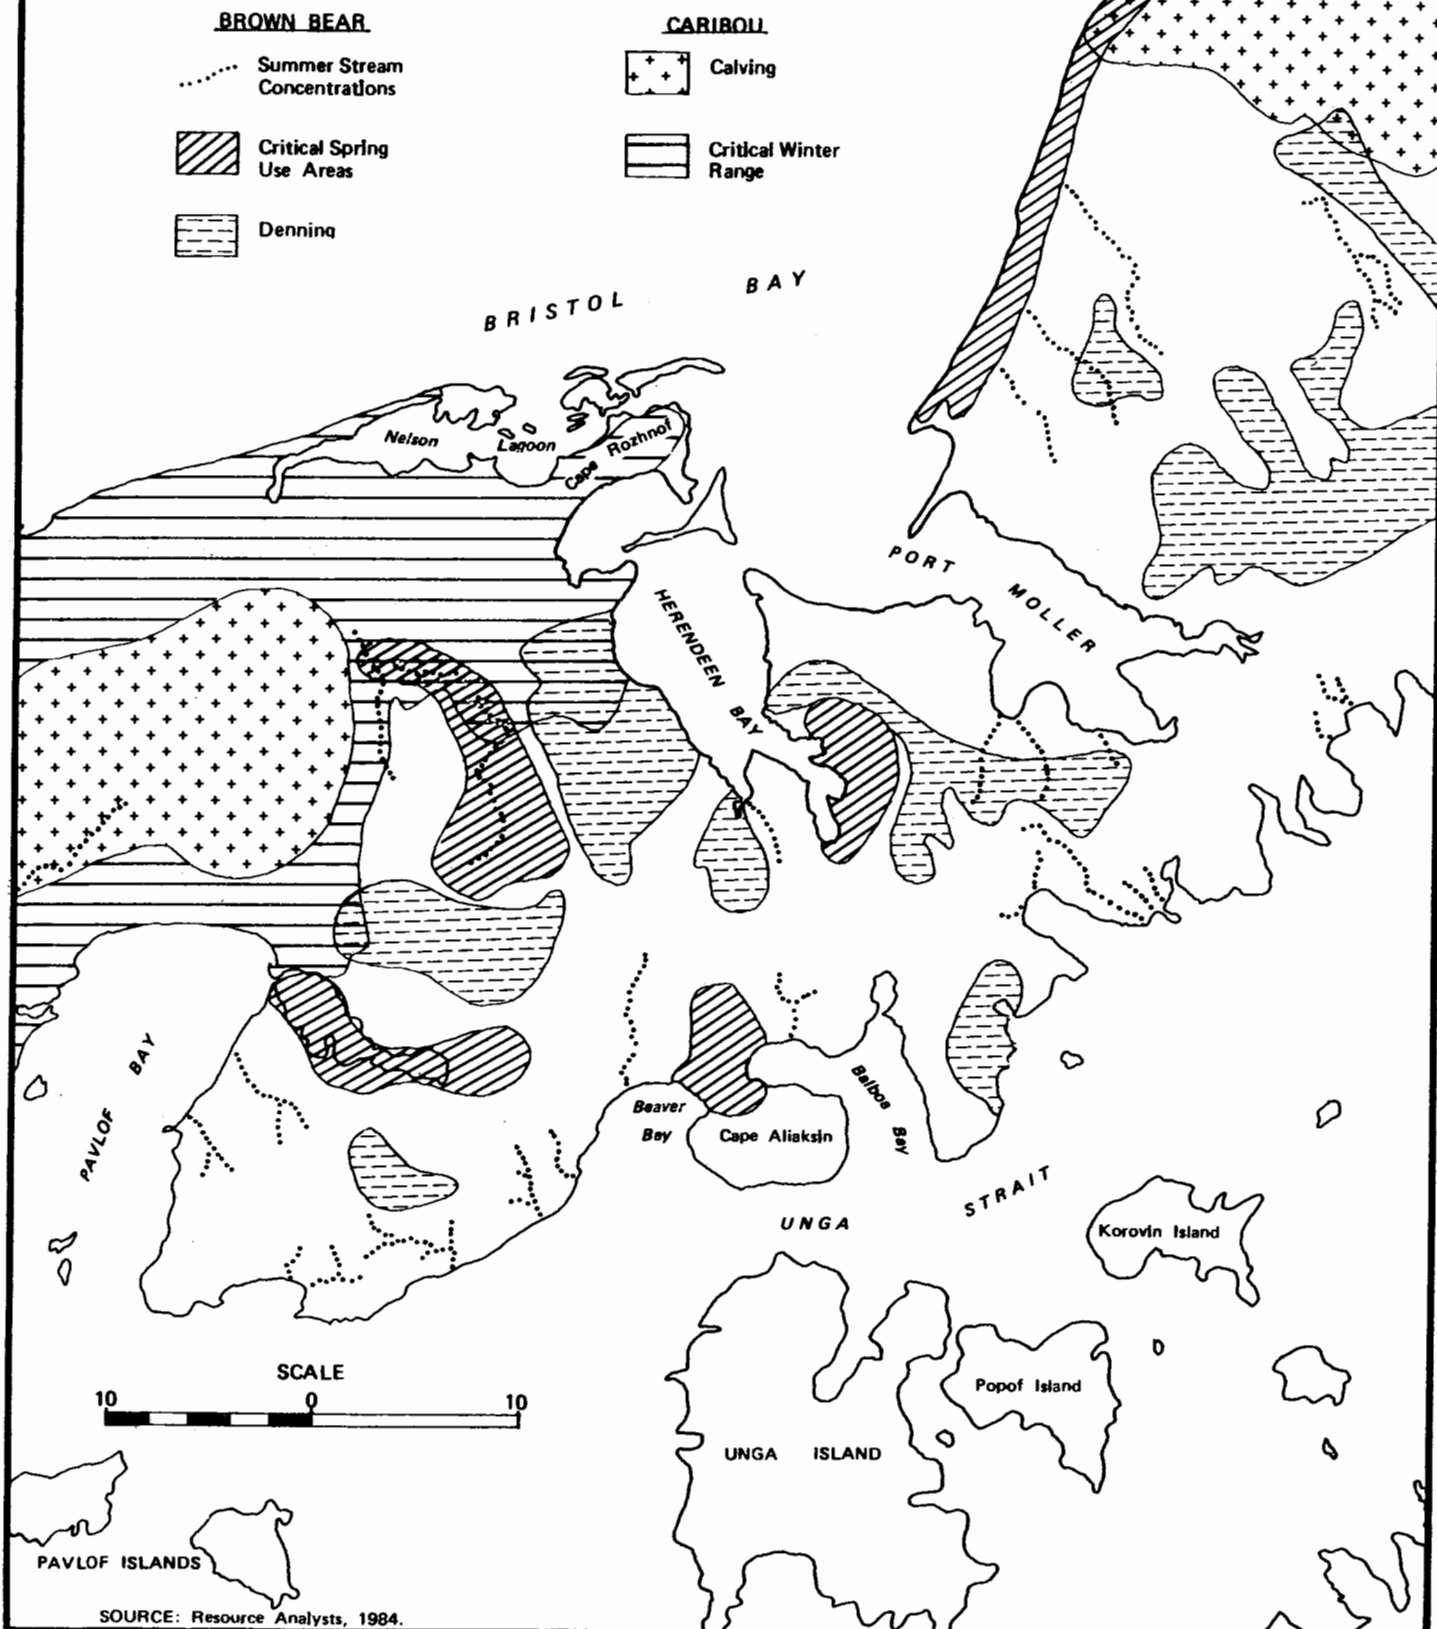 BROWN BEAR
Summer Stream
Concentrations
Critical Spring
Use Areas
Denning
CARIBOU
Calving
Critical Winter
Range
BRISTOL BAY
Nelson Lagoon
Cape Rozhnof
PORT MOLLER
HERENDEEN BAY
PAVLOF BAY
Beaver
Bay
Cape Aliaksin
Balboa Bay
UNGA STRAIT
Korovin Island
Popof Island
UNGA ISLAND
SCALE
10 0 10
PAVLOF ISLANDS
SOURCE: Resource Analysts, 1984.